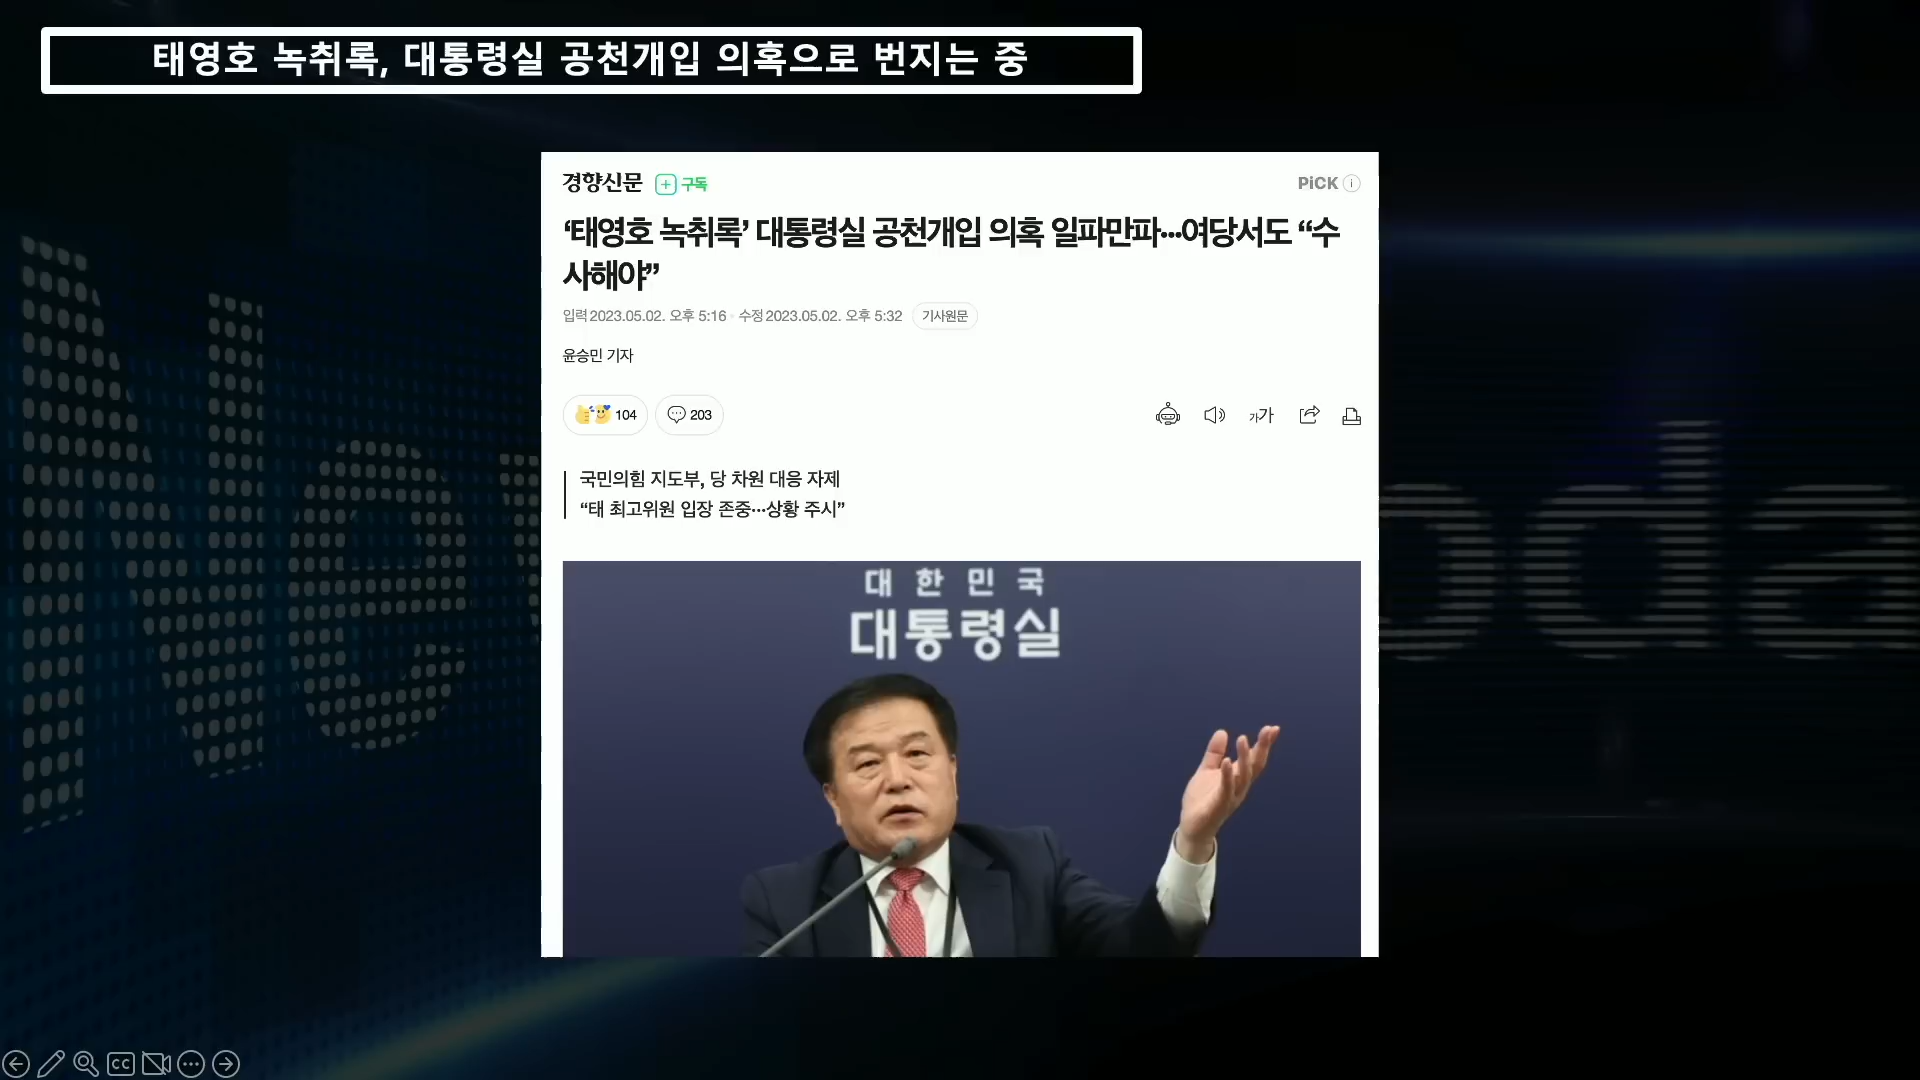 태영호 녹취록, 대통령실 공천개입 의혹으로 번지는 중
경향신문 구독
PiCK
‘태영호 녹취록’ 대통령실 공천개입 의혹 일파만파…여당서도 “수
사해야”
입력 2023.05.02. 오후 5:16 · 수정 2023.05.02. 오후 5:32 기사원문
윤승민 기자
104 203
가가
국민의힘 지도부, 당 차원 대응 자제
“태 최고위원 입장 존중…상황 주시”
대한민국
대통령실
CC